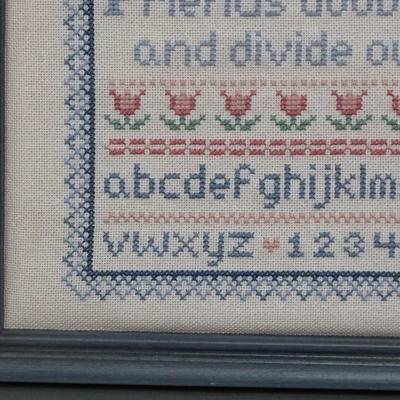 Friends
and divide
abcdefghijklm
vwxyz ♥ 1234